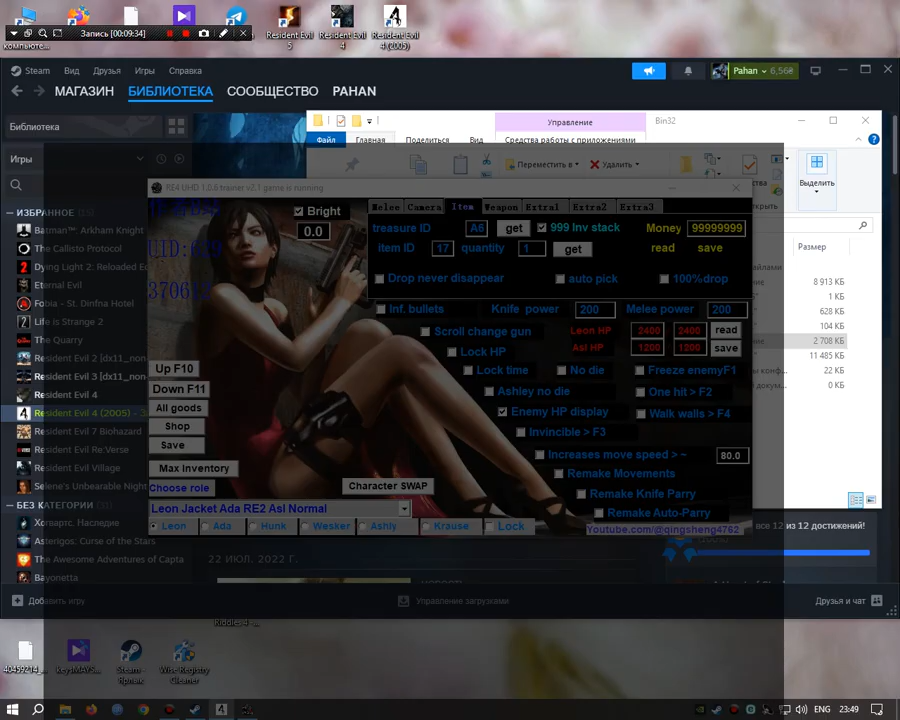 Запись [00:09:34]
компьюте...
Resident Evil
5
Resident Evil
4
Resident Evil
4 (2005)
Steam Вид Друзья Игры Справка
Pahan 6,56₴
МАГАЗИН БИБЛИОТЕКА СООБЩЕСТВО PAHAN
Библиотека
Игры
Управление
Bin32
Файл Главная Поделиться Вид Средства работы с приложениями
Переместить в
Удалить
Выделить
Размер
8 913 КБ
1 КБ
628 КБ
104 КБ
2 708 КБ
11 485 КБ
22 КБ
0 КБ
ИЗБРАННОЕ
Batman: Arkham Knight
The Callisto Protocol
Dying Light 2: Reloaded E
Eternal Evil
Fobia - St. Dinfna Hotel
Life is Strange 2
The Quarry
Resident Evil 2 [dx11_non
Resident Evil 3 [dx11_non
Resident Evil 4
Resident Evil 4 (2005) - З
Resident Evil 7 Biohazard
Resident Evil Re:Verse
Resident Evil Village
Selene's Unbearable Night
БЕЗ КАТЕГОРИИ
Хогвартс. Наследие
Asterigos: Curse of the Stars
The Awesome Adventures of Capta
Bayonetta
Добавить игру
Управление загрузками
Друзья и чат
RE4 UHD 1.0.6 trainer v2.1 game is running
UID:629
370612
Bright
0.0
Melee Camera Item Weapon Extra1 Extra2 Extra3
treasure ID A6 get 999 Inv stack Money 99999999
item ID 17 quantity 1 get read save
Drop never disappear auto pick 100%drop
Inf. bullets Knife power 200 Melee power 200
Scroll change gun Leon HP 2400 2400 read
Lock HP Asl HP 1200 1200 save
Lock time No die Freeze enemyF1
Ashley no die One hit > F2
Enemy HP display Walk walls > F4
Invincible > F3
Increases move speed > ~ 80.0
Remake Movements
Remake Knife Parry
Remake Auto-Parry
Up F10
Down F11
All goods
Shop
Save
Max Inventory
Choose role
Character SWAP
Leon Jacket Ada RE2 Asl Normal
Leon Ada Hunk Wesker Ashly Krause Lock
Youtube.com/@qingsheng4762
все 12 из 12 достижений!
22 ИЮЛ. 2022 Г.
Riddles 4 -...
40459214_...
keysMAYS...
Steam -
Ярлык
Wise Registry
Cleaner
ENG 23:49